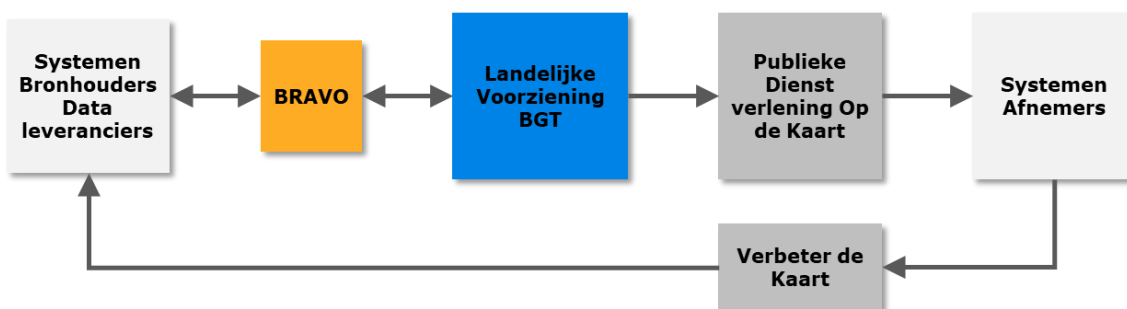 Systemen
Bronhouders
Data
leveranciers
BRAVO
Landelijke
Voorziening
BGT
Publieke
Dienst
verlening Op
de Kaart
Systemen
Afnemers
Verbeter de
Kaart